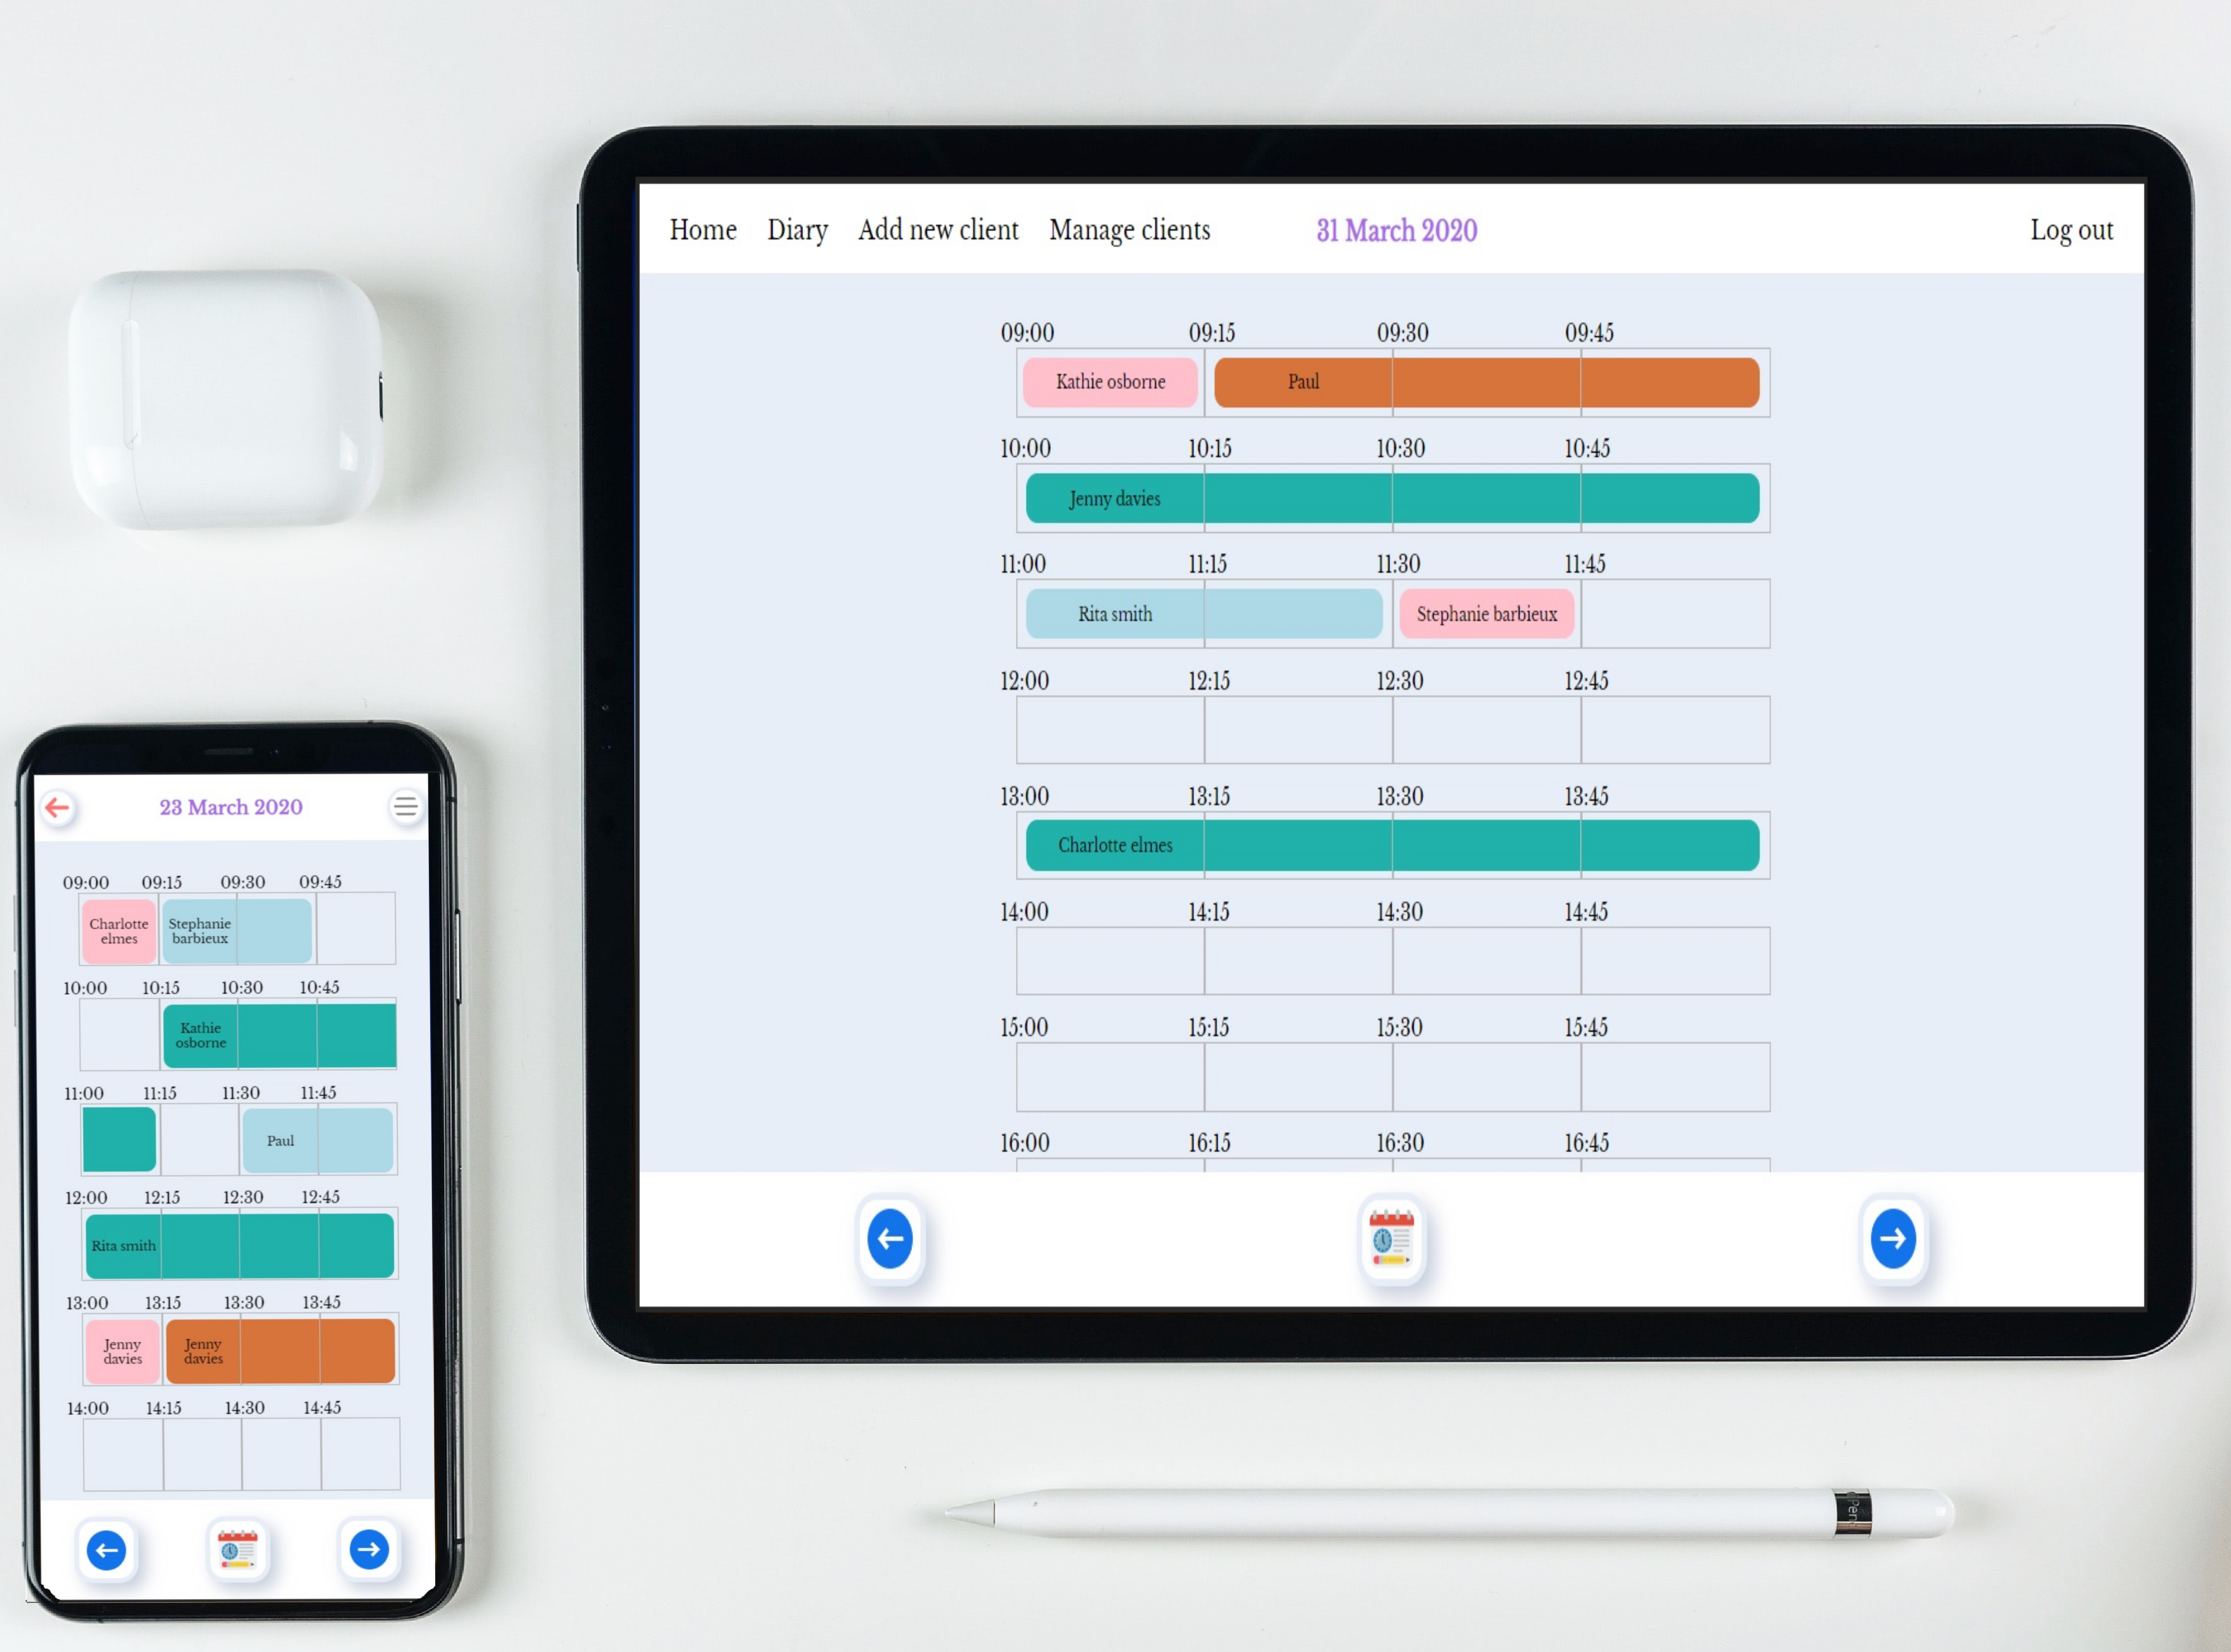 Home Diary Add new client Manage clients 31 March 2020 Log out
09:00 09:15 09:30 09:45
Kathie osborne Paul
10:00 10:15 10:30 10:45
Jenny davies
11:00 11:15 11:30 11:45
Rita smith Stephanie barbieux
12:00 12:15 12:30 12:45
13:00 13:15 13:30 13:45
Charlotte elmes
14:00 14:15 14:30 14:45
15:00 15:15 15:30 15:45
16:00 16:15 16:30 16:45
23 March 2020
09:00 09:15 09:30 09:45
Charlotte Stephanie
elmes barbieux
10:00 10:15 10:30 10:45
Kathie
osborne
11:00 11:15 11:30 11:45
Paul
12:00 12:15 12:30 12:45
Rita smith
13:00 13:15 13:30 13:45
Jenny Jenny
davies davies
14:00 14:15 14:30 14:45